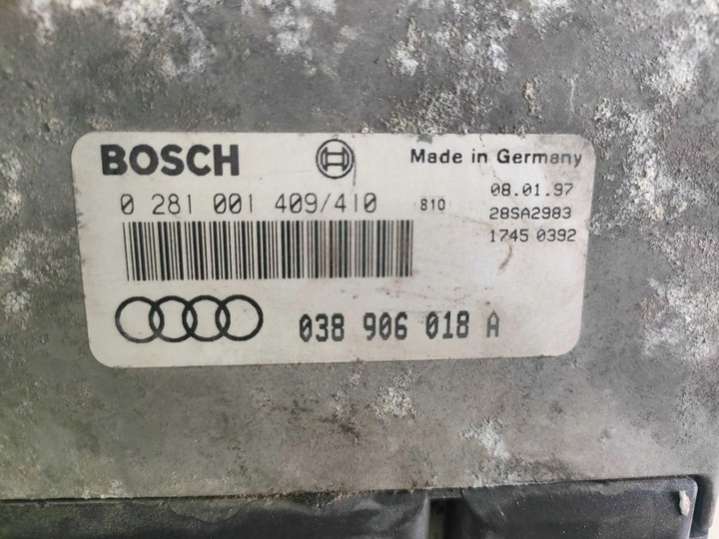 BOSCH
Made in Germany
0 281 001 409/410
810
08.01.97
28SA2983
1745 0392
038 906 018 A